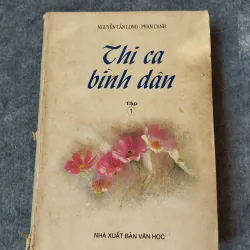 NGUYỄN TẤN LONG - PHAN CANH
Thi ca
bình dân
Tập
1
NHÀ XUẤT BẢN VĂN HỌC